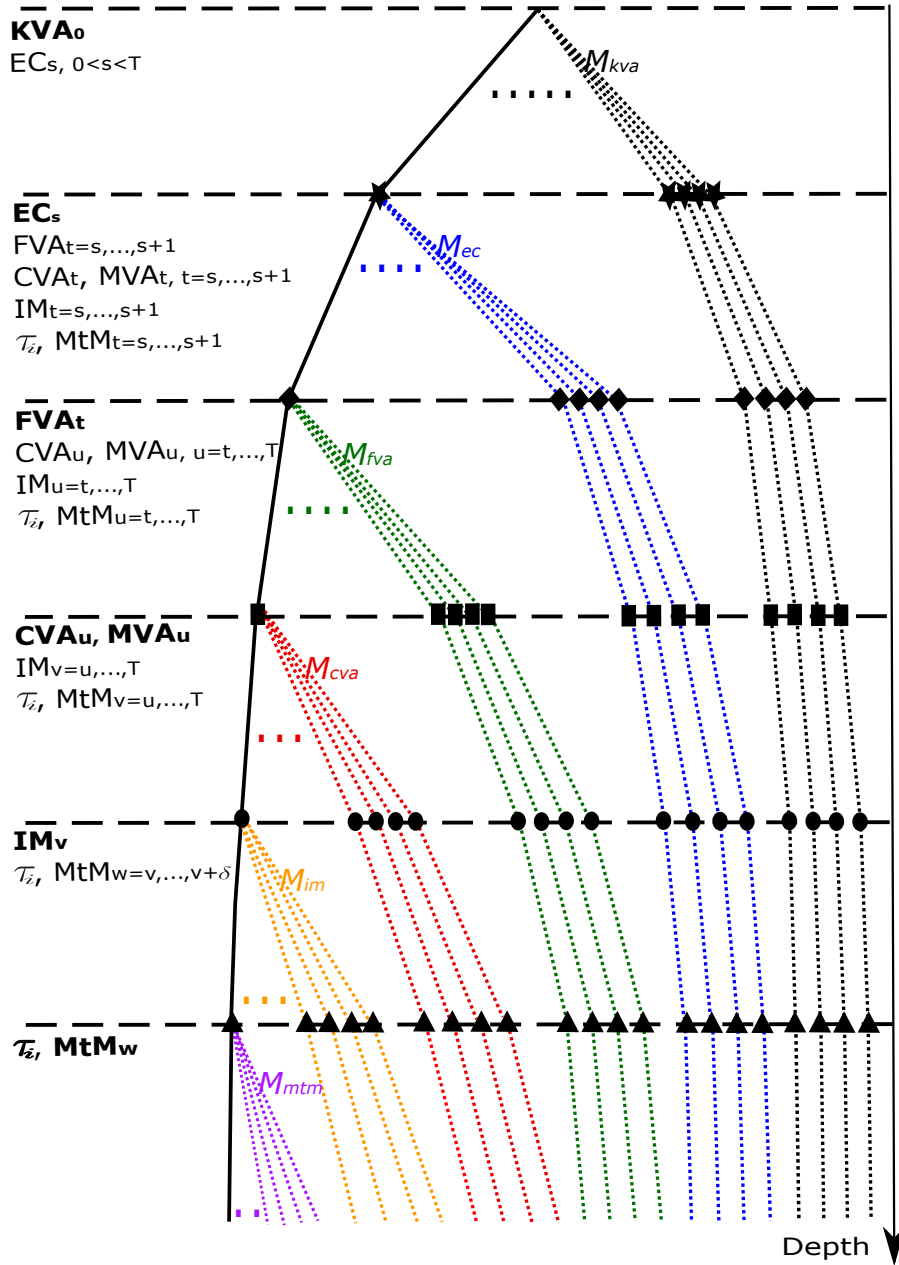 KVA₀
ECs, 0<s<T
Mkva
ECs
FVAt=s,...,s+1
CVAt, MVAt, t=s,...,s+1
IMt=s,...,s+1
𝒯i, MtMt=s,...,s+1
Mec
FVAt
CVAu, MVAu, u=t,...,T
IMu=t,...,T
𝒯i, MtMu=t,...,T
Mfva
CVAu, MVAu
IMv=u,...,T
𝒯i, MtMv=u,...,T
Mcva
IMv
𝒯i, MtMw=v,...,v+δ
Mim
𝒯i, MtMw
Mmtm
Depth